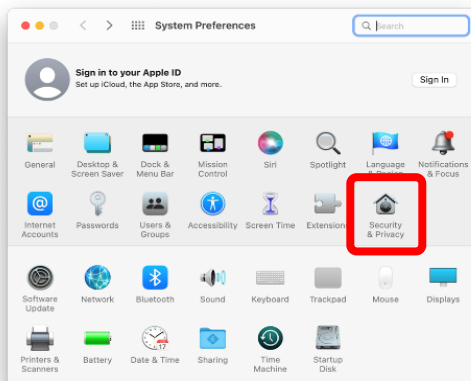 System Preferences
Search
Sign in to your Apple ID
Set up iCloud, the App Store, and more.
Sign In
General
Desktop &
Screen Saver
Dock &
Menu Bar
Mission
Control
Siri
Spotlight
Language
& Region
Notifications
& Focus
Internet
Accounts
Passwords
Users &
Groups
Accessibility
Screen Time
Extension
Security
& Privacy
Software
Update
Network
Bluetooth
Sound
Keyboard
Trackpad
Mouse
Displays
Printers &
Scanners
Battery
Date & Time
Sharing
Time
Machine
Startup
Disk